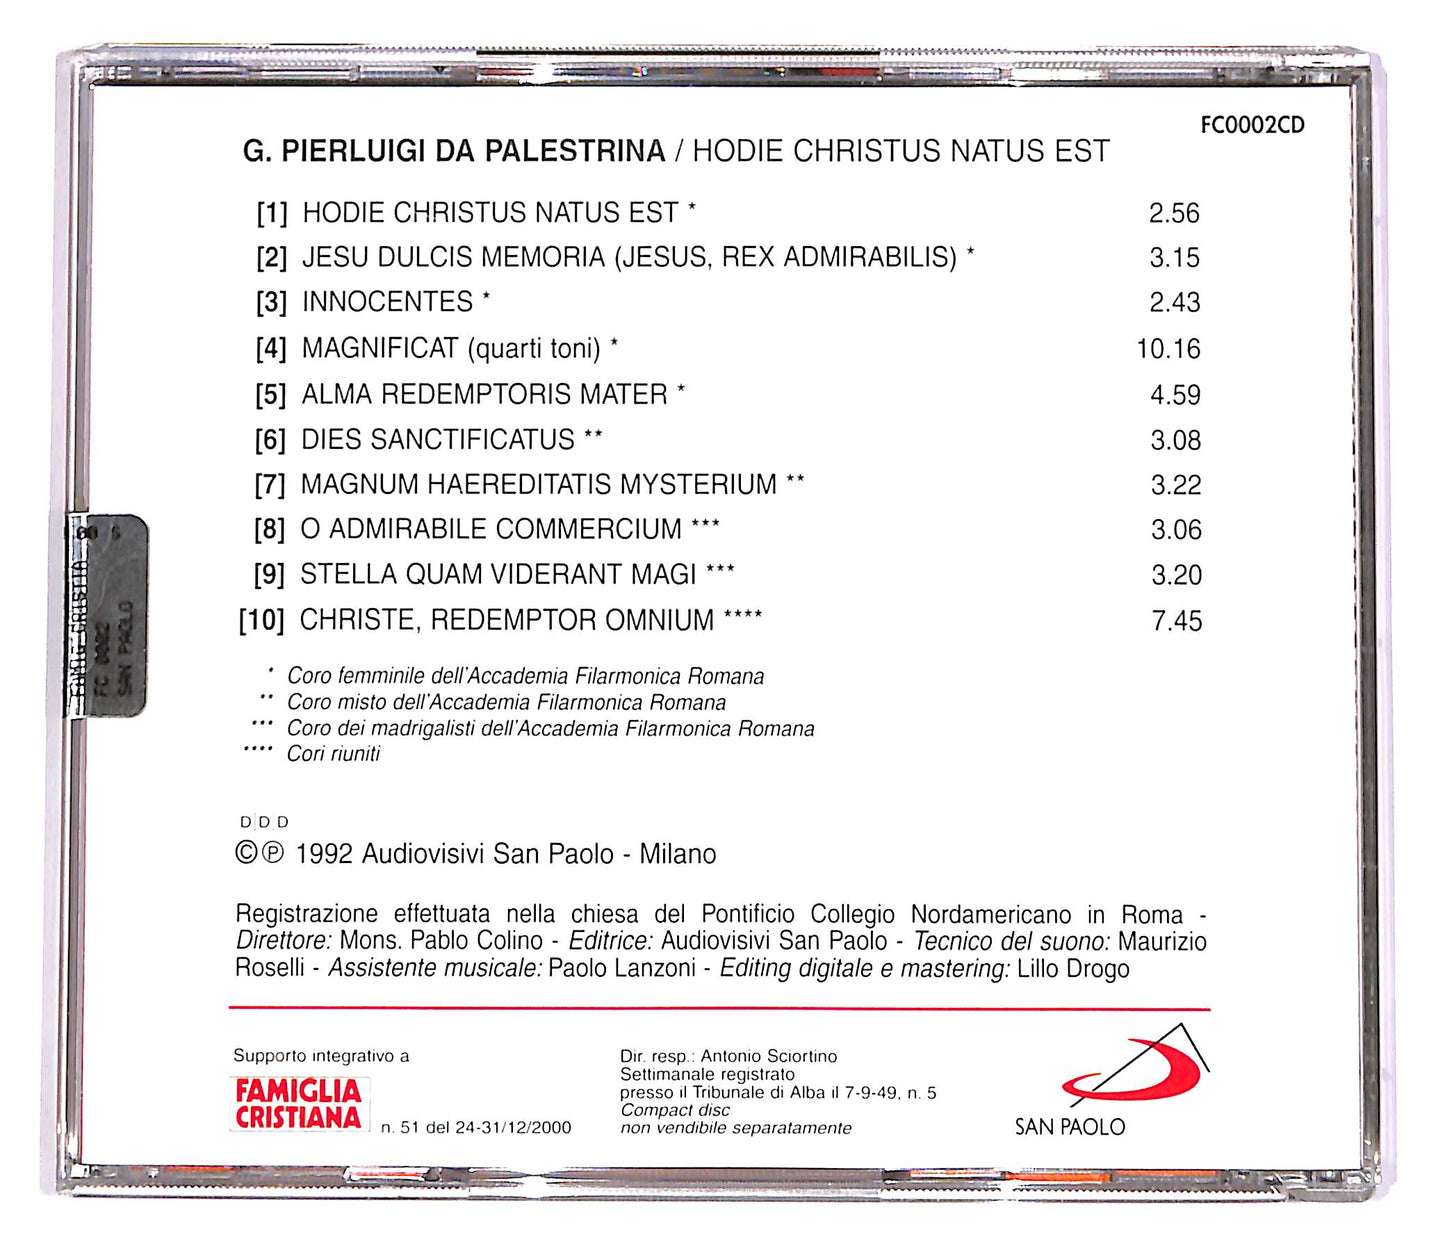 FC0002CD
G. PIERLUIGI DA PALESTRINA / HODIE CHRISTUS NATUS EST
[1] HODIE CHRISTUS NATUS EST * 2.56
[2] JESU DULCIS MEMORIA (JESUS, REX ADMIRABILIS) * 3.15
[3] INNOCENTES * 2.43
[4] MAGNIFICAT (quarti toni) * 10.16
[5] ALMA REDEMPTORIS MATER * 4.59
[6] DIES SANCTIFICATUS ** 3.08
[7] MAGNUM HAEREDITATIS MYSTERIUM ** 3.22
[8] O ADMIRABILE COMMERCIUM *** 3.06
[9] STELLA QUAM VIDERANT MAGI *** 3.20
[10] CHRISTE, REDEMPTOR OMNIUM **** 7.45
* Coro femminile dell'Accademia Filarmonica Romana
** Coro misto dell'Accademia Filarmonica Romana
*** Coro dei madrigalisti dell'Accademia Filarmonica Romana
**** Cori riuniti
D D D
©℗ 1992 Audiovisivi San Paolo - Milano
Registrazione effettuata nella chiesa del Pontificio Collegio Nordamericano in Roma -
Direttore: Mons. Pablo Colino - Editrice: Audiovisivi San Paolo - Tecnico del suono: Maurizio
Roselli - Assistente musicale: Paolo Lanzoni - Editing digitale e mastering: Lillo Drogo
Supporto integrativo a
FAMIGLIA
CRISTIANA
n. 51 del 24-31/12/2000
Dir. resp.: Antonio Sciortino
Settimanale registrato
presso il Tribunale di Alba il 7-9-49, n. 5
Compact disc
non vendibile separatamente
SAN PAOLO
FC 0002
SAN PAOLO